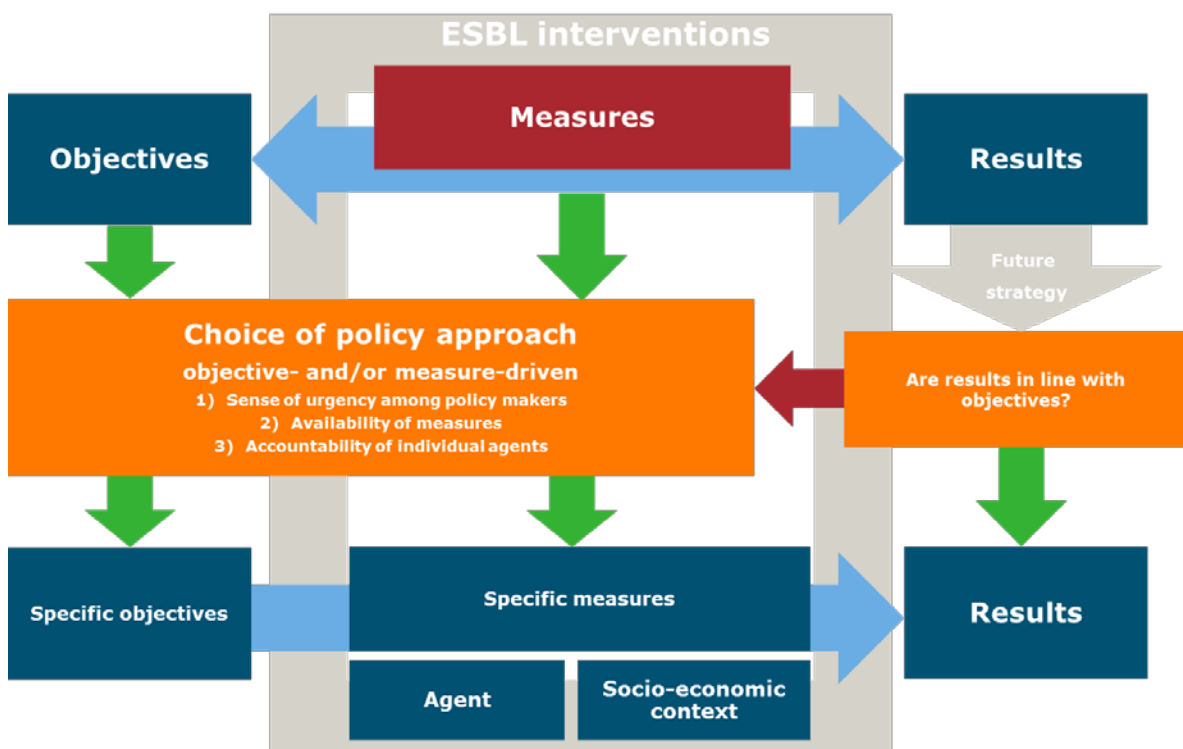 ESBL interventions
Measures
Objectives
Results
Future
strategy
Choice of policy approach
objective- and/or measure-driven
1) Sense of urgency among policy makers
2) Availability of measures
3) Accountability of individual agents
Are results in line with
objectives?
Specific objectives
Specific measures
Results
Agent
Socio-economic
context